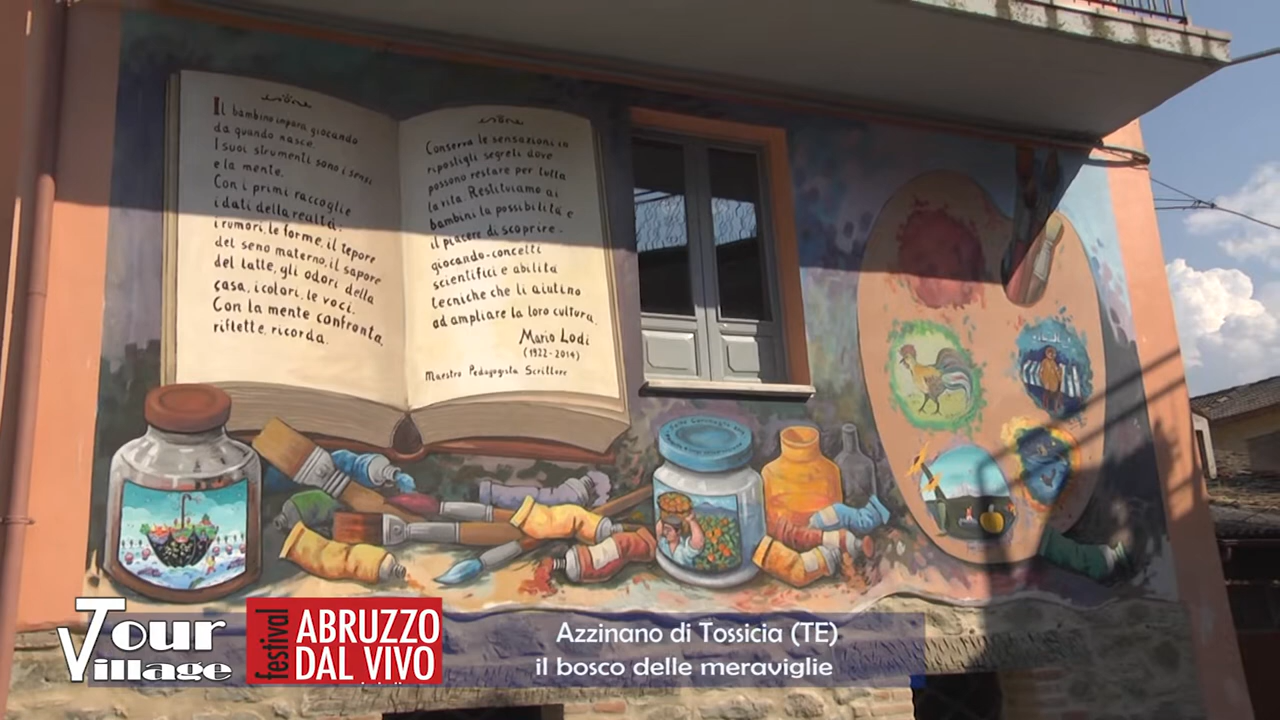 Il bambino impara giocando
da quando nasce.
I suoi strumenti sono i sensi
e la mente.
Con i primi raccoglie
i dati della realtà:
i rumori, le forme, il tepore
del seno materno, il sapore
del latte, gli odori della
casa, i colori, le voci.
Con la mente confronta,
riflette, ricorda.
Conserva le sensazioni in
ripostigli segreti dove
possono restare per tutta
la vita. Restituiamo ai
bambini la possibilità e
il piacere di scoprire
giocando-concetti
scientifici e abilità
tecniche che li aiutino
ad ampliare la loro cultura.
Mario Lodi
(1922-2014)
Maestro Pedagogista Scrittore
Tour
Village
festival
ABRUZZO
DAL VIVO
Azzinano di Tossicia (TE)
il bosco delle meraviglie